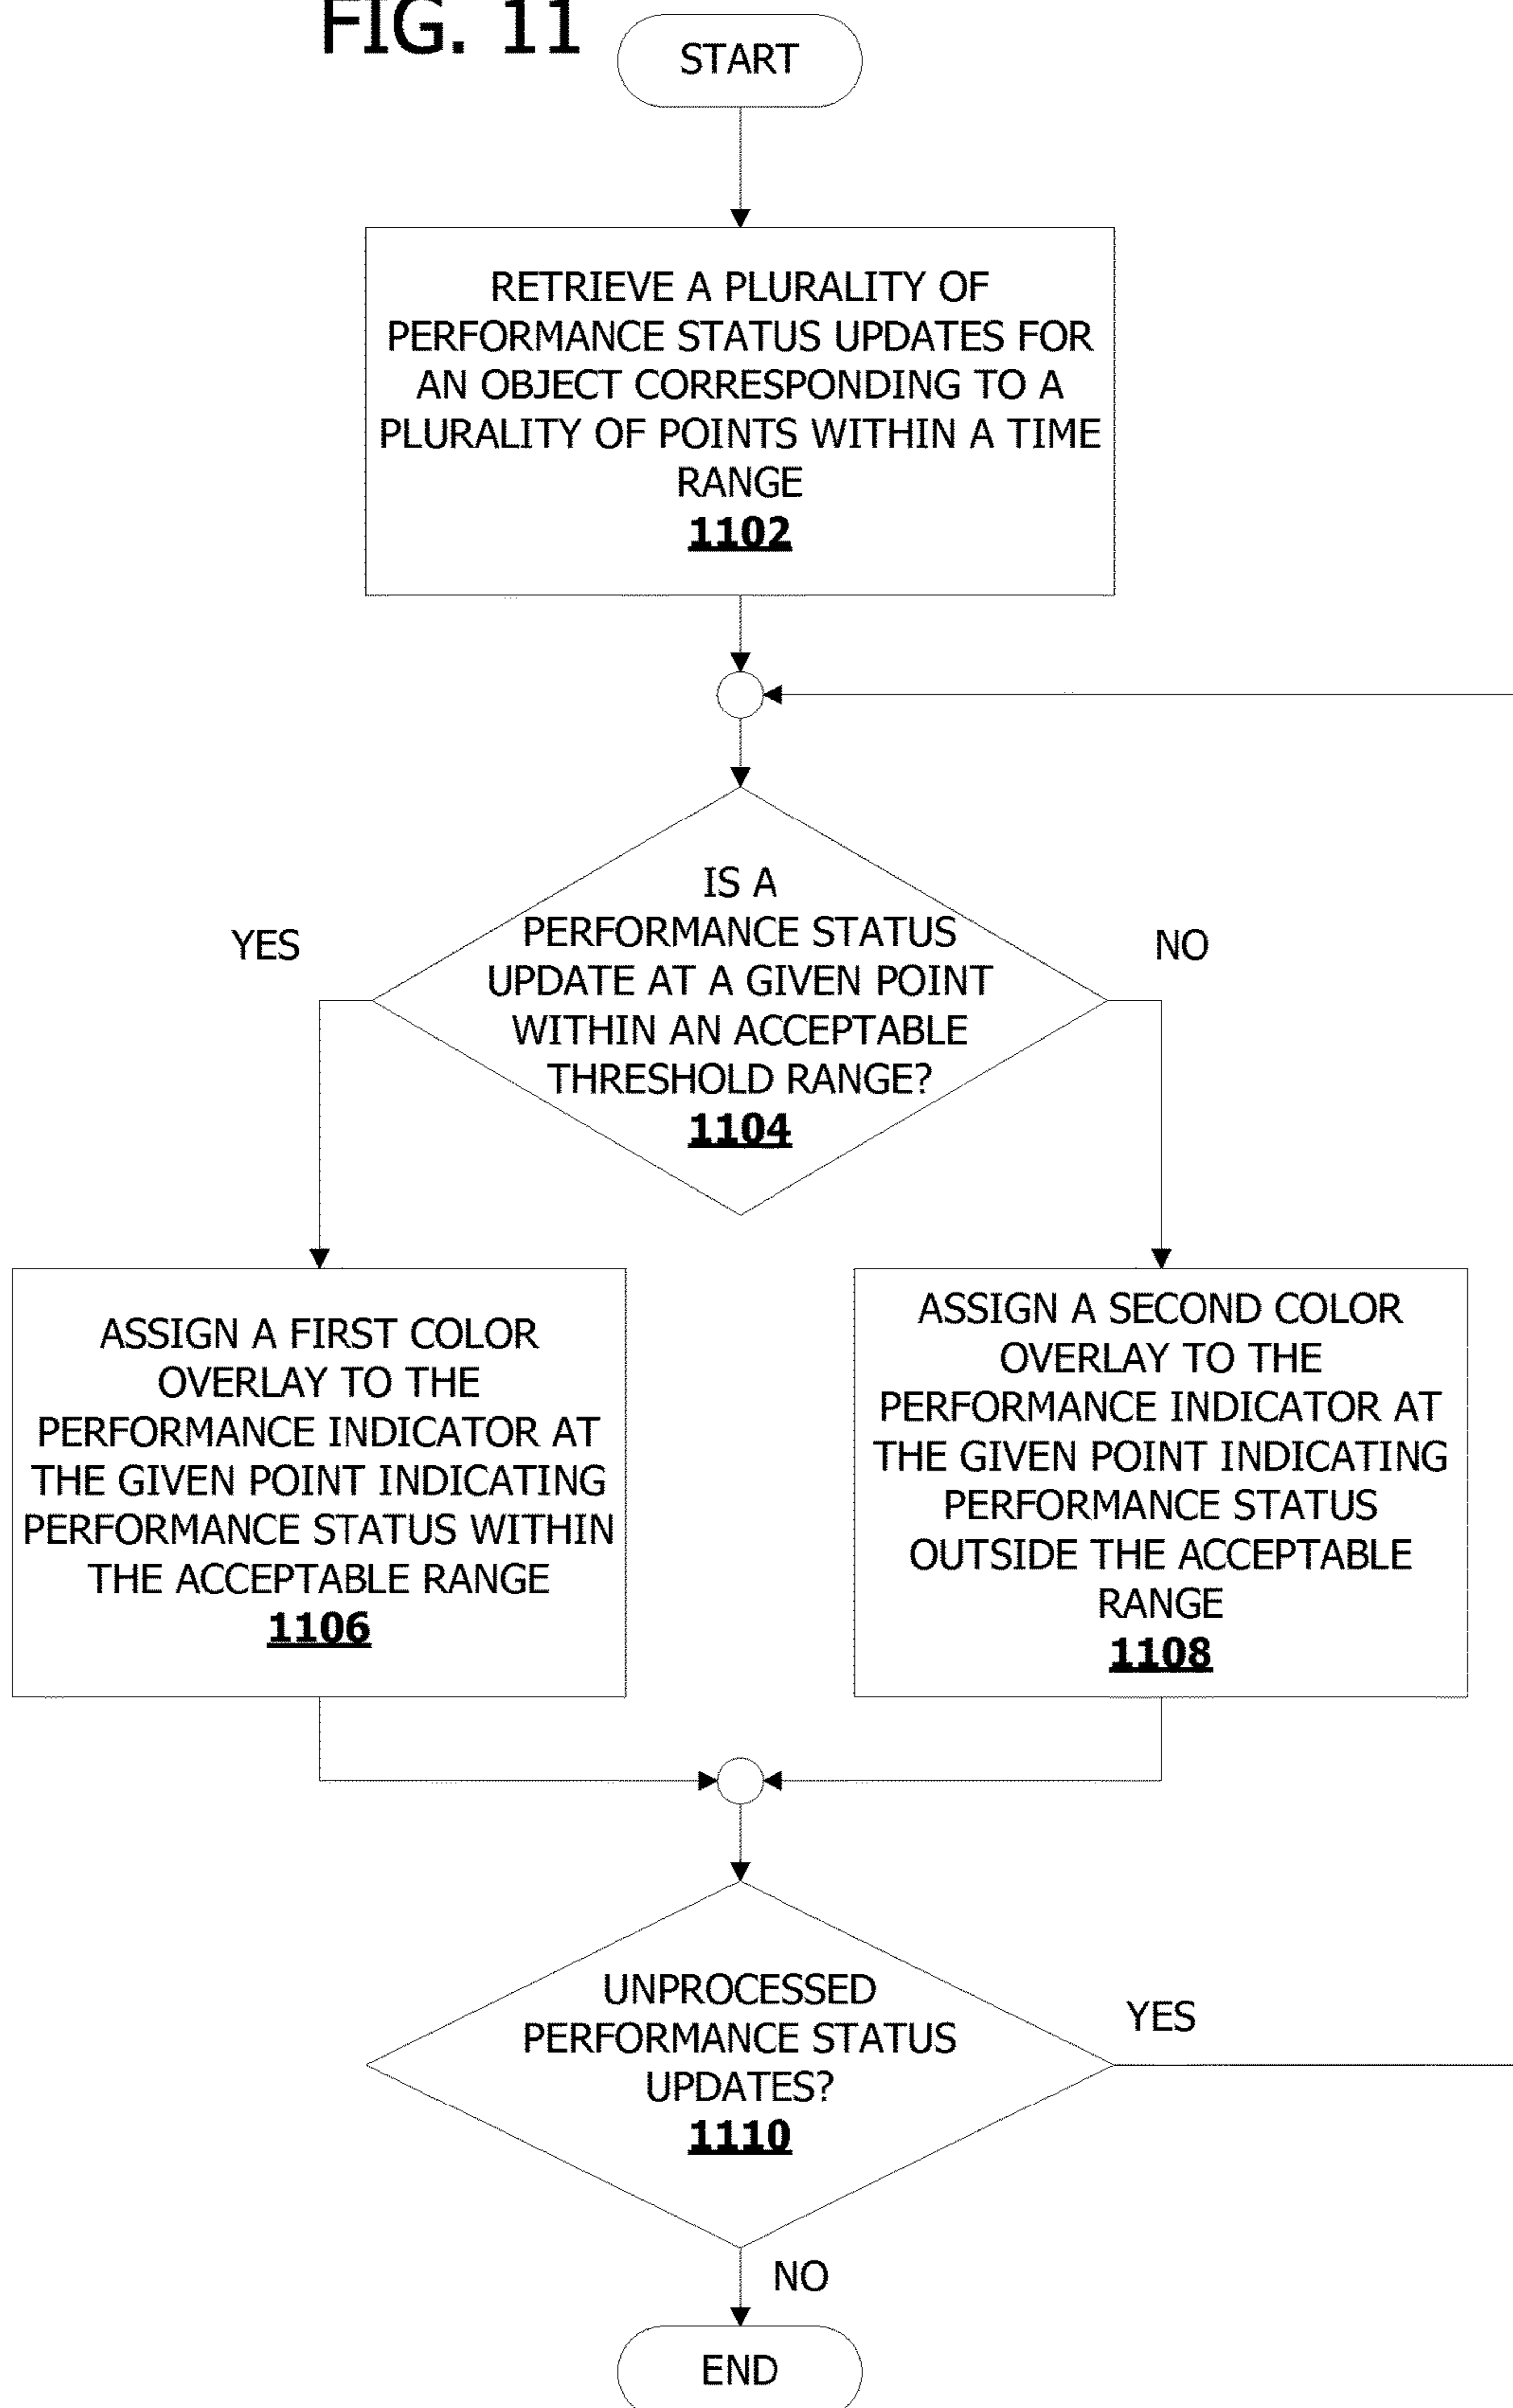 FIG. 11
START
RETRIEVE A PLURALITY OF
PERFORMANCE STATUS UPDATES FOR
AN OBJECT CORRESPONDING TO A
PLURALITY OF POINTS WITHIN A TIME
RANGE
1102
IS A
PERFORMANCE STATUS
UPDATE AT A GIVEN POINT
WITHIN AN ACCEPTABLE
THRESHOLD RANGE?
1104
YES
NO
ASSIGN A FIRST COLOR
OVERLAY TO THE
PERFORMANCE INDICATOR AT
THE GIVEN POINT INDICATING
PERFORMANCE STATUS WITHIN
THE ACCEPTABLE RANGE
1106
ASSIGN A SECOND COLOR
OVERLAY TO THE
PERFORMANCE INDICATOR AT
THE GIVEN POINT INDICATING
PERFORMANCE STATUS
OUTSIDE THE ACCEPTABLE
RANGE
1108
UNPROCESSED
PERFORMANCE STATUS
UPDATES?
1110
YES
NO
END